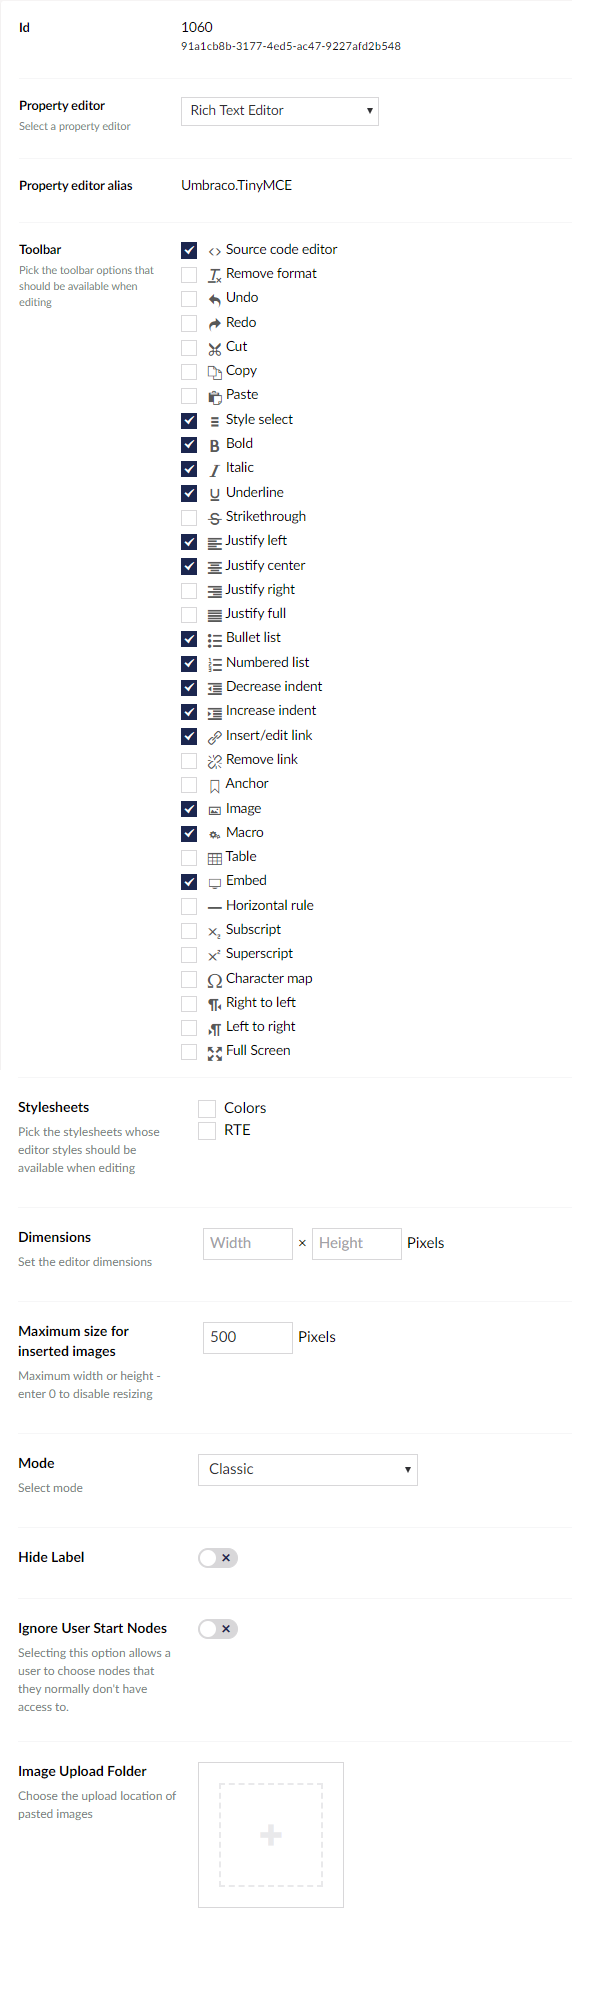 Id
1060
91a1cb8b-3177-4ed5-ac47-9227afd2b548
Property editor
Select a property editor
Rich Text Editor
Property editor alias
Umbraco.TinyMCE
Toolbar
Pick the toolbar options that
should be available when
editing
Source code editor
Remove format
Undo
Redo
Cut
Copy
Paste
Style select
Bold
Italic
Underline
Strikethrough
Justify left
Justify center
Justify right
Justify full
Bullet list
Numbered list
Decrease indent
Increase indent
Insert/edit link
Remove link
Anchor
Image
Macro
Table
Embed
Horizontal rule
Subscript
Superscript
Character map
Right to left
Left to right
Full Screen
Stylesheets
Pick the stylesheets whose
editor styles should be
available when editing
Colors
RTE
Dimensions
Set the editor dimensions
Width × Height Pixels
Maximum size for
inserted images
Maximum width or height -
enter 0 to disable resizing
500 Pixels
Mode
Select mode
Classic
Hide Label
Ignore User Start Nodes
Selecting this option allows a
user to choose nodes that
they normally don't have
access to.
Image Upload Folder
Choose the upload location of
pasted images